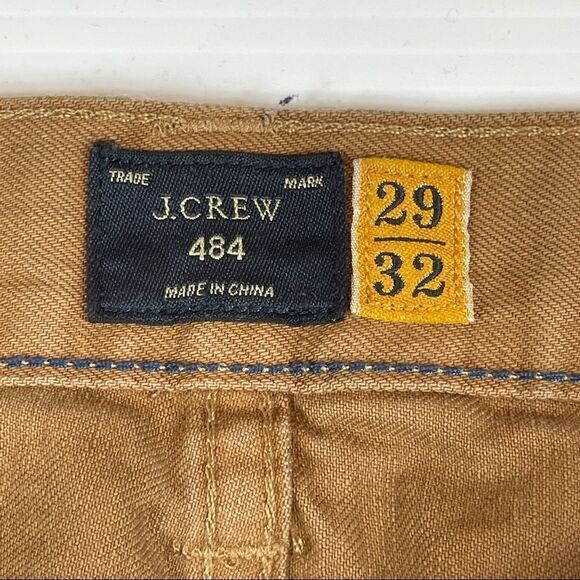 TRADE MARK
J.CREW
484
MADE IN CHINA
29
32